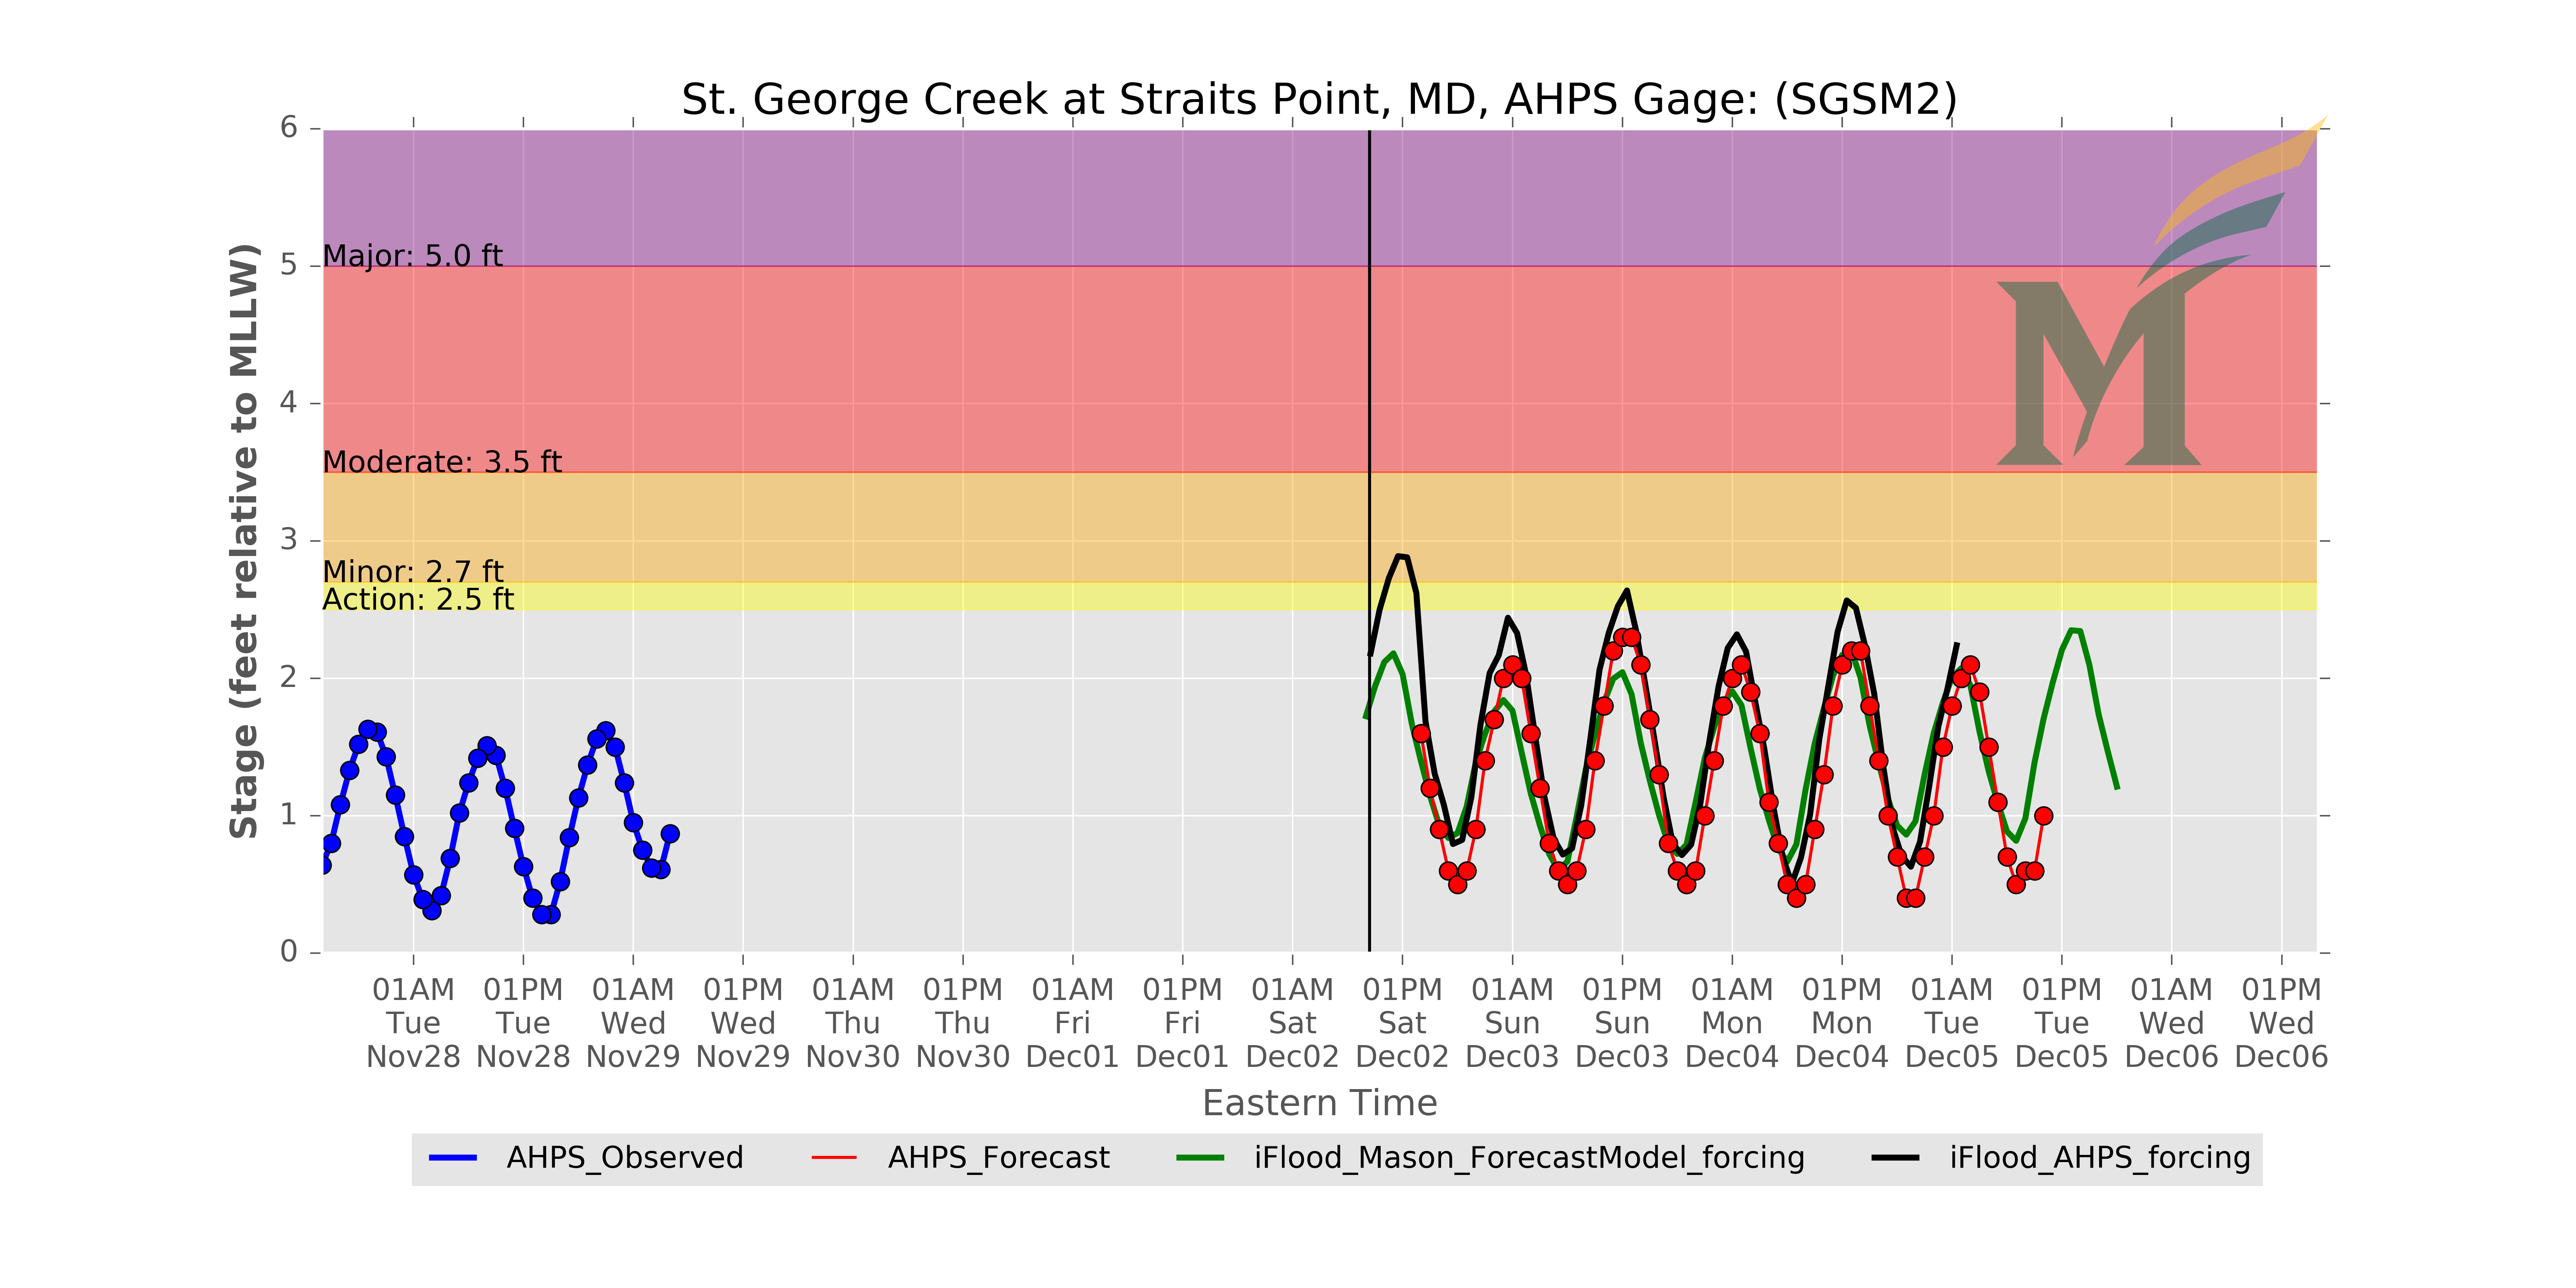 St. George Creek at Straits Point, MD, AHPS Gage: (SGSM2)
Stage (feet relative to MLLW)
6
5
4
3
2
1
0
Major: 5.0 ft
Moderate: 3.5 ft
Minor: 2.7 ft
Action: 2.5 ft
M
01AM 01PM 01AM 01PM 01AM 01PM 01AM 01PM 01AM 01PM 01AM 01PM 01AM 01PM 01AM 01PM 01AM 01PM
Tue Tue Wed Wed Thu Thu Fri Fri Sat Sat Sun Sun Mon Mon Tue Tue Wed Wed
Nov28 Nov28 Nov29 Nov29 Nov30 Nov30 Dec01 Dec01 Dec02 Dec02 Dec03 Dec03 Dec04 Dec04 Dec05 Dec05 Dec06 Dec06
Eastern Time
AHPS_Observed AHPS_Forecast iFlood_Mason_ForecastModel_forcing iFlood_AHPS_forcing